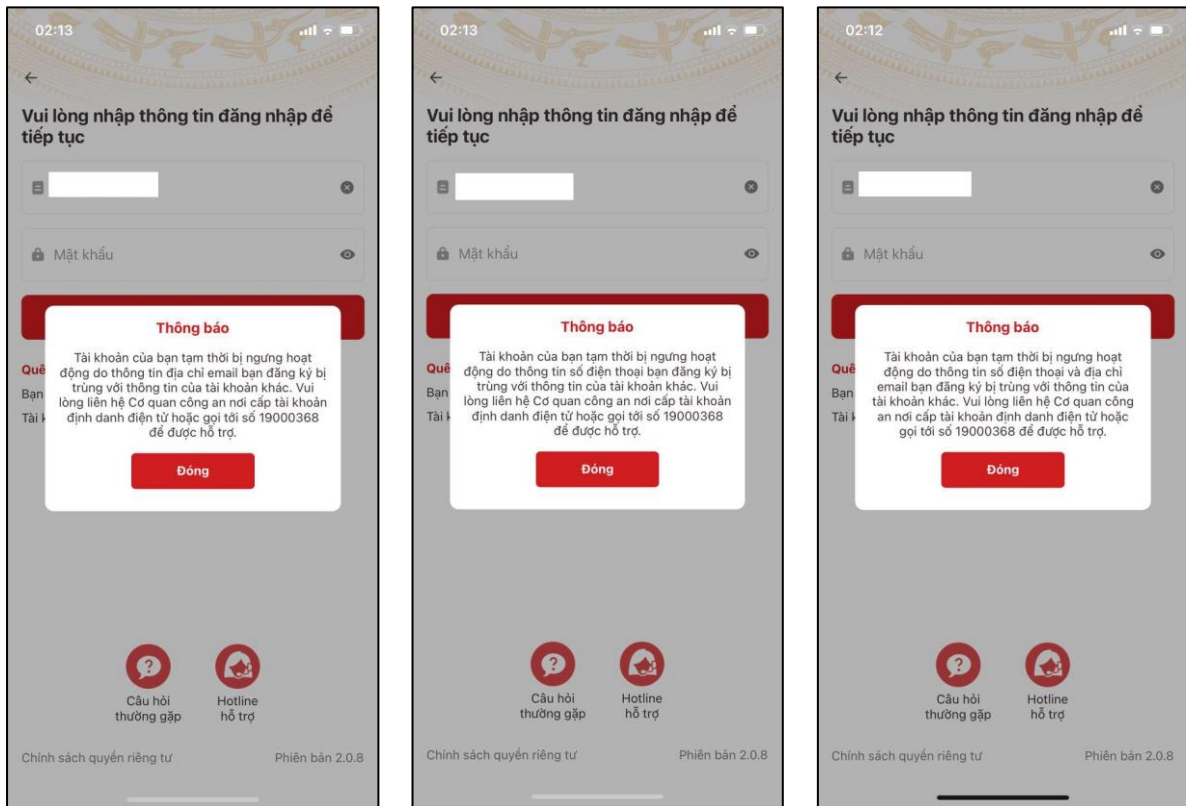 02:13
Vui lòng nhập thông tin đăng nhập để
tiếp tục
Mật khẩu
Thông báo
Tài khoản của bạn tạm thời bị ngưng hoạt
động do thông tin địa chỉ email bạn đăng ký bị
trùng với thông tin của tài khoản khác. Vui
lòng liên hệ Cơ quan công an nơi cấp tài khoản
định danh điện tử hoặc gọi tới số 19000368
để được hỗ trợ.
Đóng
Quê
Bạn
Tài k
Câu hỏi
thường gặp
Hotline
hỗ trợ
Chính sách quyền riêng tư
Phiên bản 2.0.8
02:13
Vui lòng nhập thông tin đăng nhập để
tiếp tục
Mật khẩu
Thông báo
Tài khoản của bạn tạm thời bị ngưng hoạt
động do thông tin số điện thoại bạn đăng ký bị
trùng với thông tin của tài khoản khác. Vui
lòng liên hệ Cơ quan công an nơi cấp tài khoản
định danh điện tử hoặc gọi tới số 19000368
để được hỗ trợ.
Đóng
Quê
Bạn
Tài k
Câu hỏi
thường gặp
Hotline
hỗ trợ
Chính sách quyền riêng tư
Phiên bản 2.0.8
02:12
Vui lòng nhập thông tin đăng nhập để
tiếp tục
Mật khẩu
Thông báo
Tài khoản của bạn tạm thời bị ngưng hoạt
động do thông tin số điện thoại và địa chỉ
email bạn đăng ký bị trùng với thông tin của
tài khoản khác. Vui lòng liên hệ Cơ quan công
an nơi cấp tài khoản định danh điện tử hoặc
gọi tới số 19000368 để được hỗ trợ.
Đóng
Quê
Bạn
Tài k
Câu hỏi
thường gặp
Hotline
hỗ trợ
Chính sách quyền riêng tư
Phiên bản 2.0.8